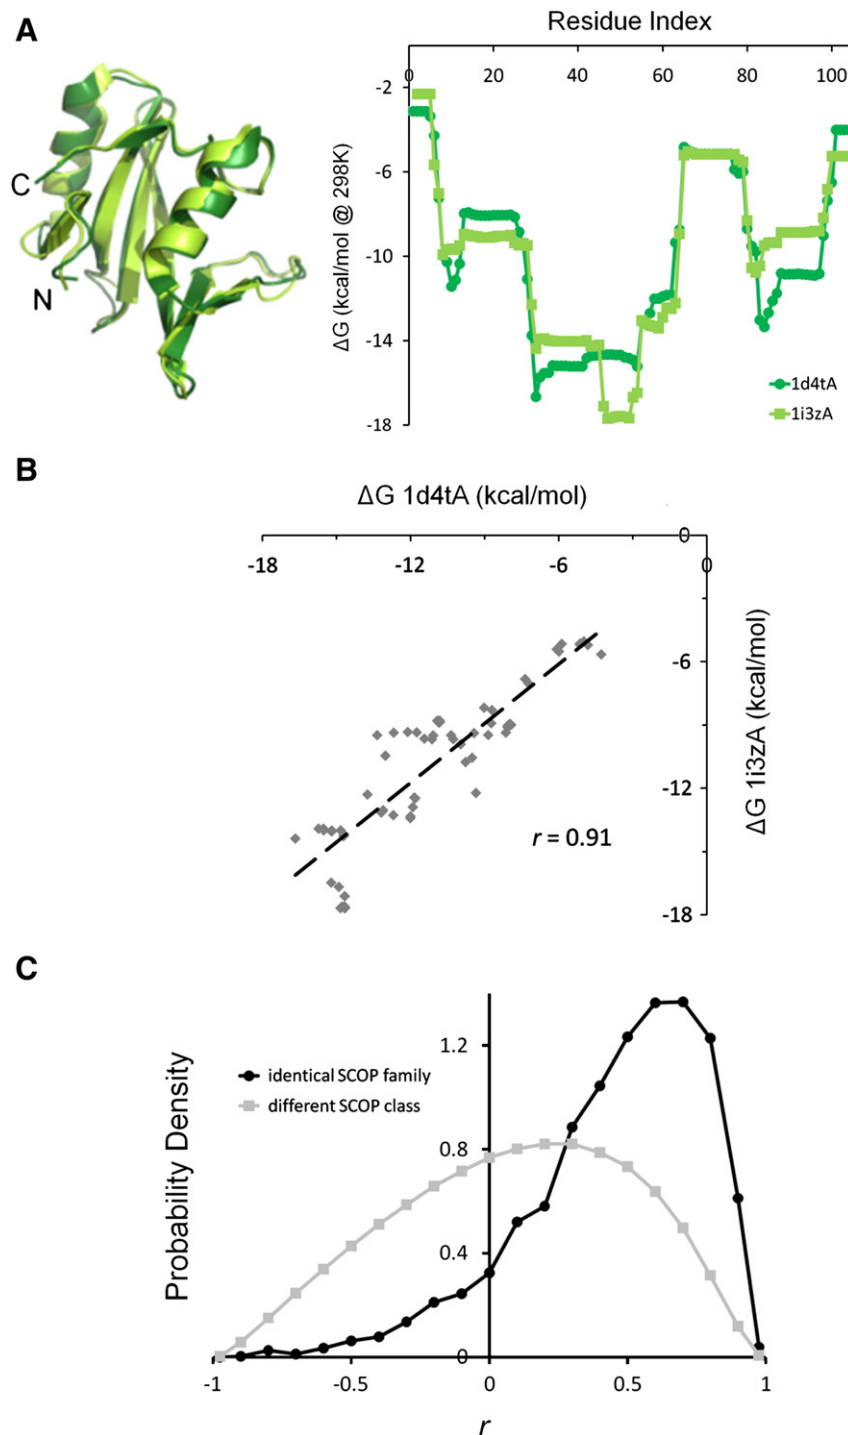 A
Residue Index
0
20
40
60
80
100
-2
-6
-10
-14
-18
ΔG (kcal/mol @ 298K)
C
N
1d4tA
1i3zA
B
ΔG 1d4tA (kcal/mol)
-18
-12
-6
0
0
-6
-12
-18
ΔG 1i3zA (kcal/mol)
r = 0.91
C
Probability Density
identical SCOP family
different SCOP class
1.2
0.8
0.4
0
-1
-0.5
0
0.5
1
r